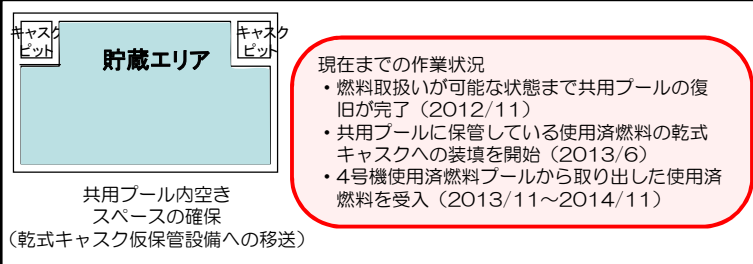 キャスク
ピット
キャスク
ピット
貯蔵エリア
共用プール内空き
スペースの確保
（乾式キャスク仮保管設備への移送）
現在までの作業状況
・燃料取扱いが可能な状態まで共用プールの復
旧が完了（2012/11）
・共用プールに保管している使用済燃料の乾式
キャスクへの装填を開始（2013/6）
・4号機使用済燃料プールから取り出した使用済
燃料を受入（2013/11～2014/11）